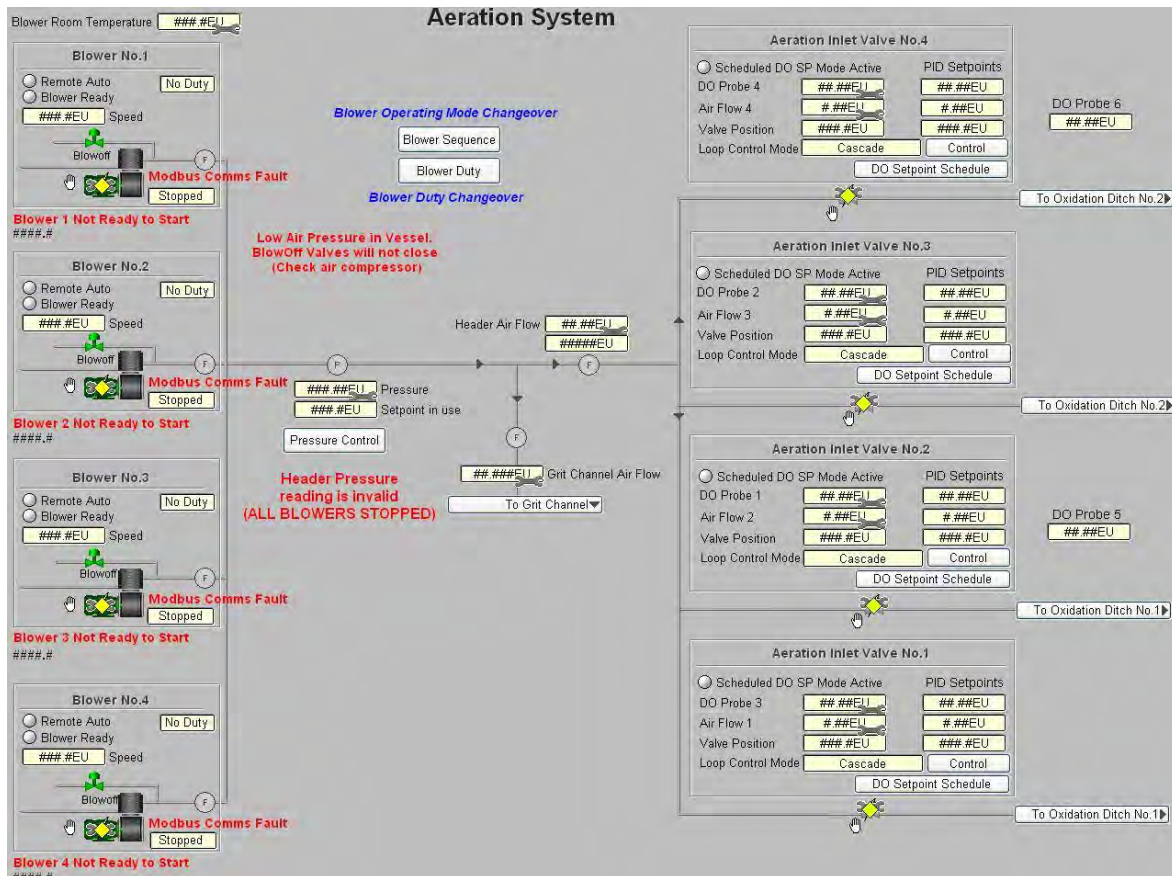 Aeration System
Blower Room Temperature ###.#EU
Blower No.1
Remote Auto No Duty
Blower Ready
###.#EU Speed
Blowoff
F
Modbus Comms Fault
Stopped
Blower 1 Not Ready to Start
####.#
Blower No.2
Remote Auto No Duty
Blower Ready
###.#EU Speed
Blowoff
F
Modbus Comms Fault
Stopped
Blower 2 Not Ready to Start
####.#
Blower No.3
Remote Auto No Duty
Blower Ready
###.#EU Speed
Blowoff
F
Modbus Comms Fault
Stopped
Blower 3 Not Ready to Start
####.#
Blower No.4
Remote Auto No Duty
Blower Ready
###.#EU Speed
Blowoff
F
Modbus Comms Fault
Stopped
Blower 4 Not Ready to Start
####.#
Blower Operating Mode Changeover
Blower Sequence
Blower Duty
Blower Duty Changeover
Low Air Pressure in Vessel.
BlowOff Valves will not close
(Check air compressor)
Header Air Flow ##.##EU
#####EU
P
F
###.##EU Pressure
###.#EU Setpoint in use
Pressure Control
F
##.###EU Grit Channel Air Flow
To Grit Channel
Header Pressure
reading is invalid
(ALL BLOWERS STOPPED)
Aeration Inlet Valve No.4
Scheduled DO SP Mode Active PID Setpoints
DO Probe 4 ##.##EU ##.##EU
Air Flow 4 #.##EU #.##EU
Valve Position ###.#EU ###.#EU
Loop Control Mode Cascade Control
DO Setpoint Schedule
DO Probe 6
##.##EU
To Oxidation Ditch No.2
Aeration Inlet Valve No.3
Scheduled DO SP Mode Active PID Setpoints
DO Probe 2 ##.##EU ##.##EU
Air Flow 3 #.##EU #.##EU
Valve Position ###.#EU ###.#EU
Loop Control Mode Cascade Control
DO Setpoint Schedule
To Oxidation Ditch No.2
Aeration Inlet Valve No.2
Scheduled DO SP Mode Active PID Setpoints
DO Probe 1 ##.##EU ##.##EU
Air Flow 2 #.##EU #.##EU
Valve Position ###.#EU ###.#EU
Loop Control Mode Cascade Control
DO Setpoint Schedule
DO Probe 5
##.##EU
To Oxidation Ditch No.1
Aeration Inlet Valve No.1
Scheduled DO SP Mode Active PID Setpoints
DO Probe 3 ##.##EU ##.##EU
Air Flow 1 #.##EU #.##EU
Valve Position ###.#EU ###.#EU
Loop Control Mode Cascade Control
DO Setpoint Schedule
To Oxidation Ditch No.1